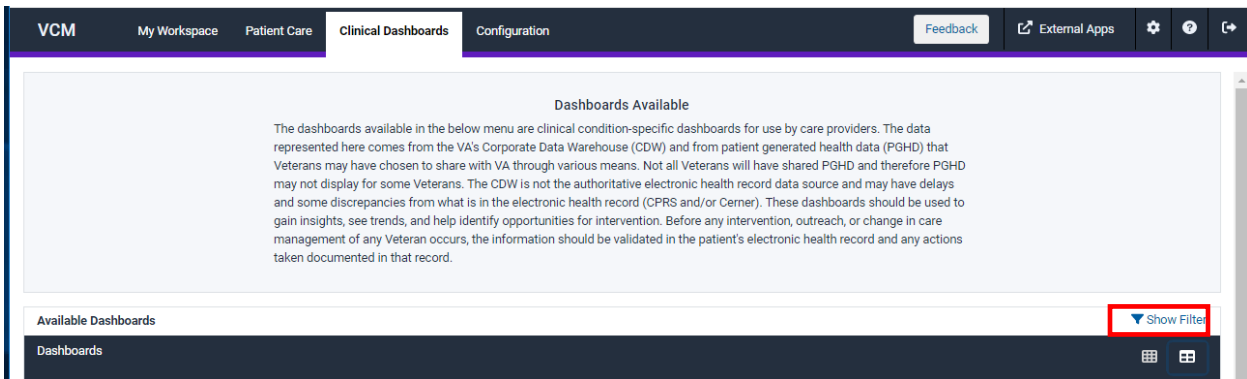 VCM My Workspace Patient Care Clinical Dashboards Configuration Feedback External Apps
Dashboards Available
The dashboards available in the below menu are clinical condition-specific dashboards for use by care providers. The data
represented here comes from the VA's Corporate Data Warehouse (CDW) and from patient generated health data (PGHD) that
Veterans may have chosen to share with VA through various means. Not all Veterans will have shared PGHD and therefore PGHD
may not display for some Veterans. The CDW is not the authoritative electronic health record data source and may have delays
and some discrepancies from what is in the electronic health record (CPRS and/or Cerner). These dashboards should be used to
gain insights, see trends, and help identify opportunities for intervention. Before any intervention, outreach, or change in care
management of any Veteran occurs, the information should be validated in the patient's electronic health record and any actions
taken documented in that record.
Available Dashboards Show Filter
Dashboards